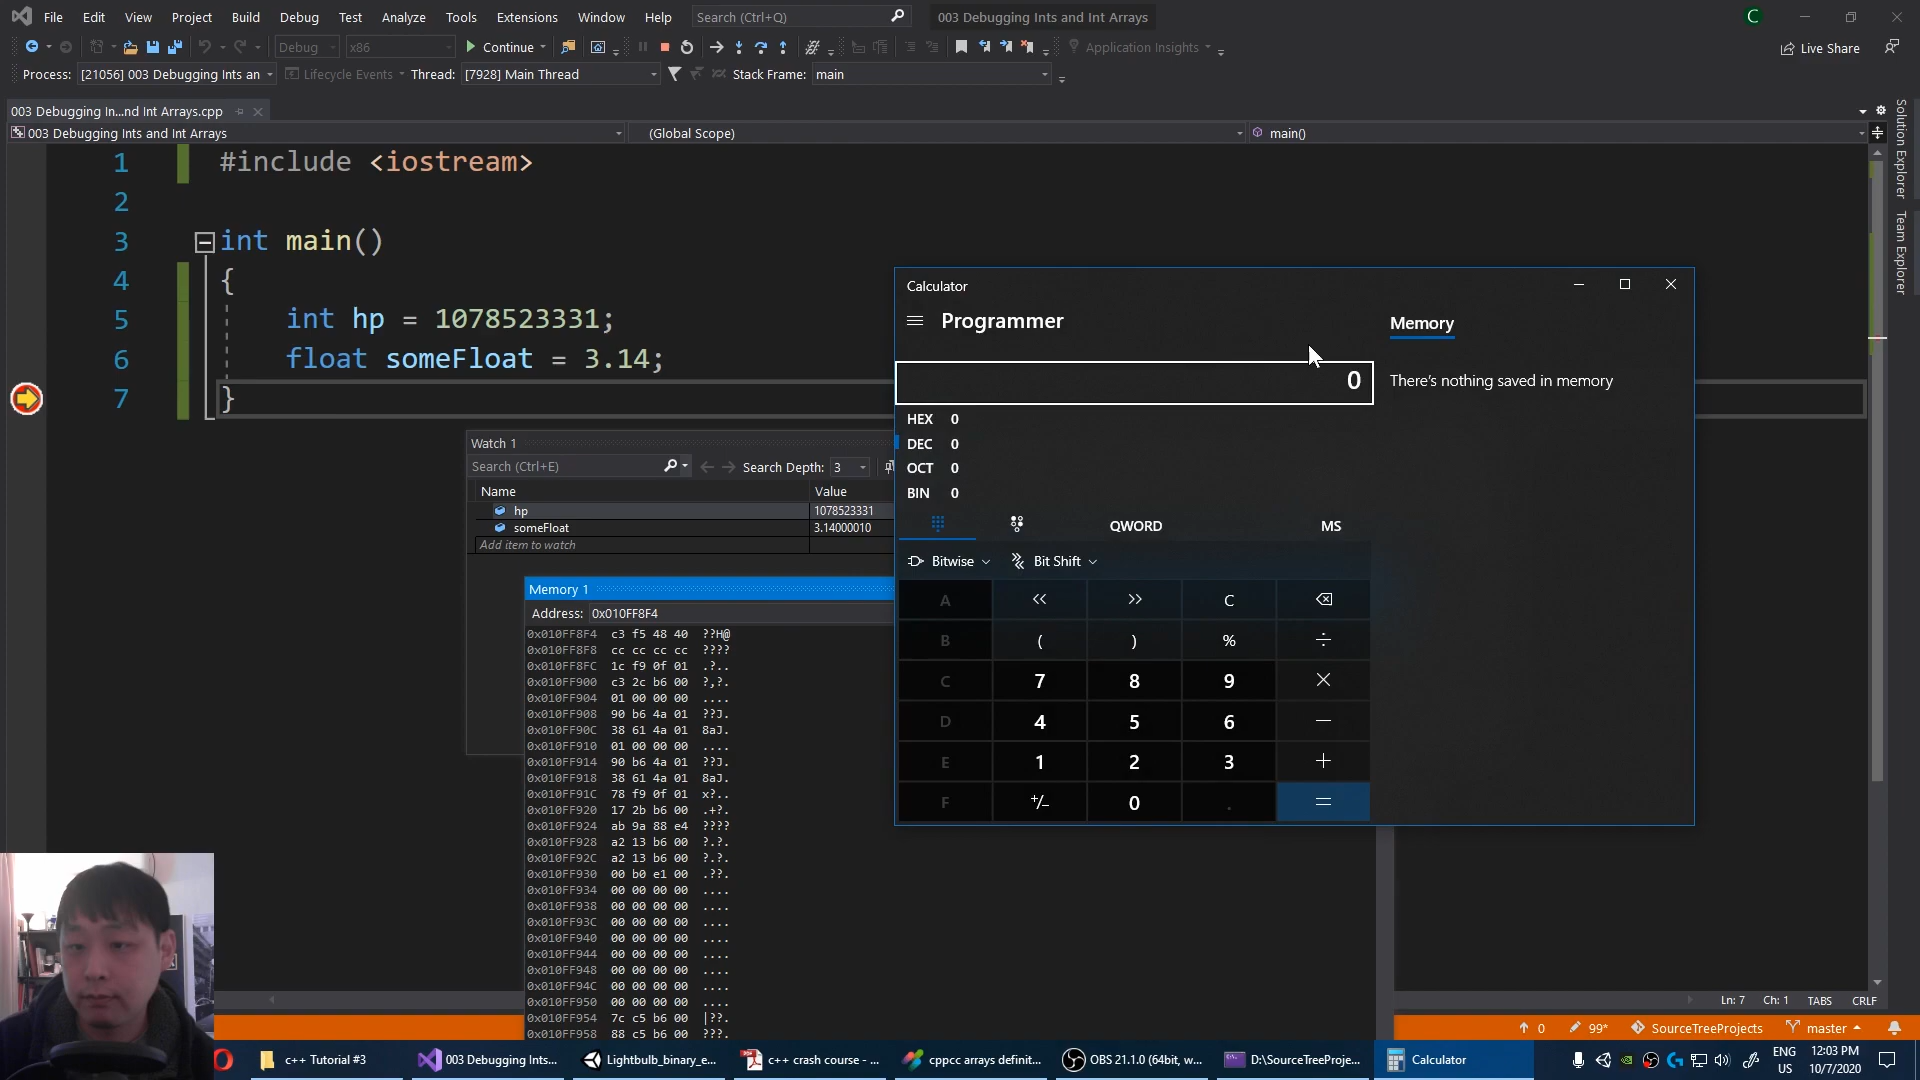 File Edit View Project Build Debug Test Analyze Tools Extensions Window Help Search (Ctrl+Q) 003 Debugging Ints and Int Arrays C
Debug x86 Continue Application Insights Live Share
Process: [21056] 003 Debugging Ints an Lifecycle Events Thread: [7928] Main Thread Stack Frame: main
003 Debugging In...nd Int Arrays.cpp
003 Debugging Ints and Int Arrays (Global Scope) main()
Solution Explorer
Team Explorer
1 #include <iostream>
2
3 int main()
4 {
5 int hp = 1078523331;
6 float someFloat = 3.14;
7 }
Calculator
Programmer
Memory
0
There's nothing saved in memory
HEX 0
DEC 0
OCT 0
BIN 0
QWORD MS
Bitwise Bit Shift
A << >> C
B ( ) % ÷
C 7 8 9 ×
D 4 5 6 −
E 1 2 3 +
F +/− 0 . =
Watch 1
Search (Ctrl+E) Search Depth: 3
Name Value
hp 1078523331
someFloat 3.14000010
Add item to watch
Memory 1
Address: 0x010FF8F4
0x010FF8F4 c3 f5 48 40 ??H@
0x010FF8F8 cc cc cc cc ????
0x010FF8FC 1c f9 0f 01 .?..
0x010FF900 c3 2c b6 00 ?,?.
0x010FF904 01 00 00 00 ....
0x010FF908 90 b6 4a 01 ??J.
0x010FF90C 38 61 4a 01 8aJ.
0x010FF910 01 00 00 00 ....
0x010FF914 90 b6 4a 01 ??J.
0x010FF918 38 61 4a 01 8aJ.
0x010FF91C 78 f9 0f 01 x?..
0x010FF920 17 2b b6 00 .+?.
0x010FF924 ab 9a 88 e4 ????
0x010FF928 a2 13 b6 00 ?.?.
0x010FF92C a2 13 b6 00 ?.?.
0x010FF930 00 b0 e1 00 .??.
0x010FF934 00 00 00 00 ....
0x010FF938 00 00 00 00 ....
0x010FF93C 00 00 00 00 ....
0x010FF940 00 00 00 00 ....
0x010FF944 00 00 00 00 ....
0x010FF948 00 00 00 00 ....
0x010FF94C 00 00 00 00 ....
0x010FF950 00 00 00 00 ....
0x010FF954 7c c5 b6 00 |??.
0x010FF958 88 c5 b6 00 ???.
Ln: 7 Ch: 1 TABS CRLF
0 99* SourceTreeProjects master
c++ Tutorial #3 003 Debugging Ints... Lightbulb_binary_e... c++ crash course - ... cppcc arrays definit... OBS 21.1.0 (64bit, w... D:\SourceTreeProje... Calculator
ENG
US
12:03 PM
10/7/2020